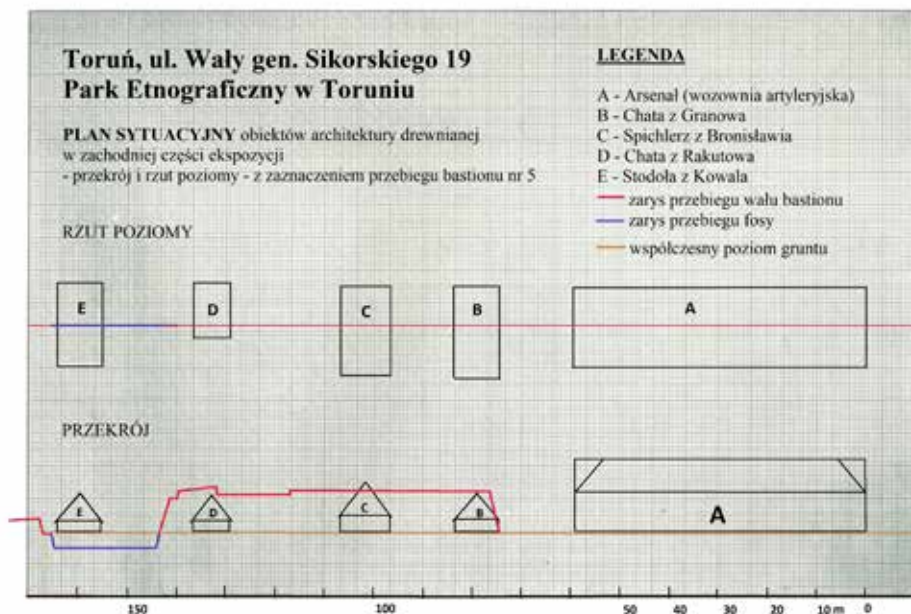 Toruń, ul. Wały gen. Sikorskiego 19
Park Etnograficzny w Toruniu
PLAN SYTUACYJNY obiektów architektury drewnianej
w zachodniej części ekspozycji
- przekrój i rzut poziomy - z zaznaczeniem przebiegu bastionu nr 5
LEGENDA
A - Arsenał (wozownia artyleryjska)
B - Chata z Granowa
C - Spichlerz z Bronisławia
D - Chata z Rakutowa
E - Stodoła z Kowala
zarys przebiegu wału bastionu
zarys przebiegu fosy
współczesny poziom gruntu
RZUT POZIOMY
E D C B A
PRZEKRÓJ
E D C B A
150 100 50 40 30 20 10 m 0